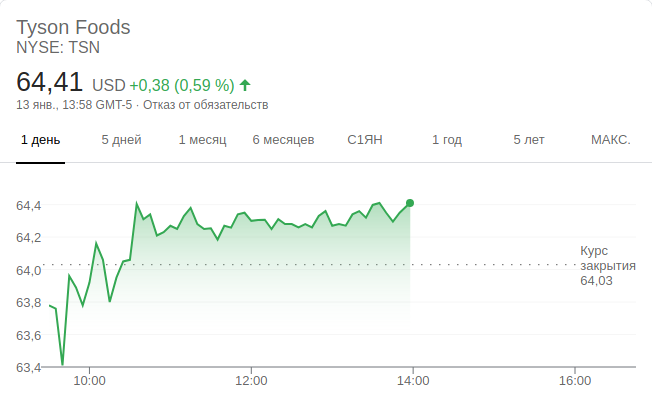 Tyson Foods
NYSE: TSN
64,41 USD +0,38 (0,59 %)
13 янв., 13:58 GMT-5 · Отказ от обязательств
1 день 5 дней 1 месяц 6 месяцев С1ЯН 1 год 5 лет МАКС.
64,4
64,2
64,0
63,8
63,6
63,4
Курс
закрытия
64,03
10:00 12:00 14:00 16:00